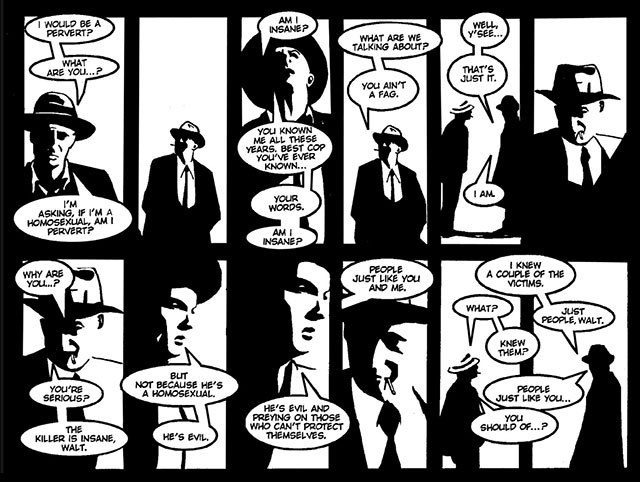 I WOULD BE A
PERVERT?
WHAT
ARE YOU...?
I'M
ASKING, IF I'M A
HOMOSEXUAL, AM I
PERVERT?
AM I
INSANE?
YOU KNOWN
ME ALL THESE
YEARS. BEST COP
YOU'VE EVER
KNOWN...
YOUR
WORDS.
AM I
INSANE?
WHAT ARE WE
TALKING ABOUT?
YOU AIN'T
A FAG.
WELL,
Y'SEE...
THAT'S
JUST IT.
I AM.
WHY ARE
YOU...?
YOU'RE
SERIOUS?
THE
KILLER IS INSANE,
WALT.
BUT
NOT BECAUSE HE'S
A HOMOSEXUAL.
HE'S EVIL.
HE'S EVIL AND
PREYING ON THOSE
WHO CAN'T PROTECT
THEMSELVES.
PEOPLE
JUST LIKE YOU
AND ME.
I KNEW
A COUPLE OF THE
VICTIMS.
WHAT?
KNEW
THEM?
JUST
PEOPLE, WALT.
PEOPLE
JUST LIKE YOU...
YOU
SHOULD OF...?